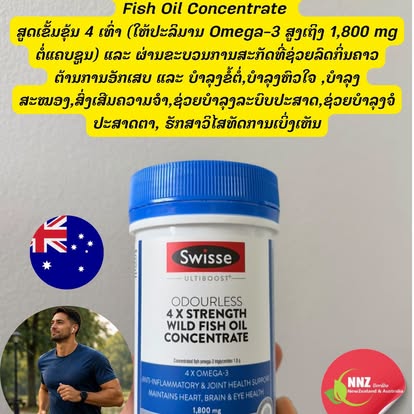 Fish Oil Concentrate
ສູດເຂັ້ມຂຸ້ນ 4 ເທົ່າ (ໃຫ້ປະລິມານ Omega-3 ສູງເຖິງ 1,800 mg
ຕໍ່ແຄບຊູນ) ແລະ ຜ່ານຂະບວນການສະກັດທີ່ຊ່ວຍລົດກິ່ນຄາວ
ຕ້ານການອັກເສບ ແລະ ບຳລຸງຂໍ້ຕໍ່,ບຳລຸງຫົວໃຈ ,ບຳລຸງ
ສະໝອງ,ສົ່ງເສີມຄວາມຈຳ,ຊ່ວຍບຳລຸງລະບົບປະສາດ,ຊ່ວຍບຳລຸງຈໍ
ປະສາດຕາ, ຮັກສາວິໄສທັດການເບິ່ງເຫັນ
Swisse
ULTIBOOST
ODOURLESS
4 X STRENGTH
WILD FISH OIL
CONCENTRATE
Concentrated fish omega-3 triglycerides 1.8 g
4 X OMEGA-3
ANTI-INFLAMMATORY & JOINT HEALTH SUPPORT
MAINTAINS HEART, BRAIN & EYE HEALTH
1,800 mg
NNZ
NewZealand & Australia